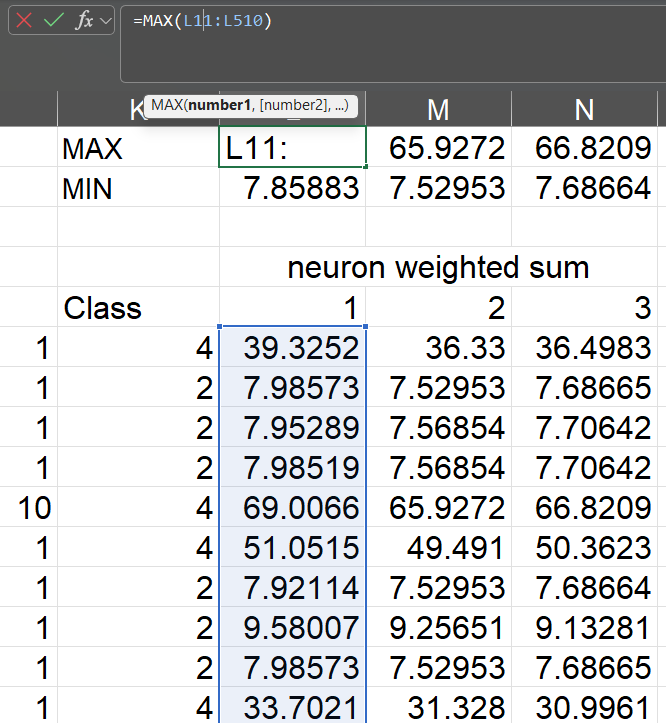 fx
=MAX(L11:L510)
MAX(number1, [number2], ...)
K M N
MAX L11: 65.9272 66.8209
MIN 7.85883 7.52953 7.68664
neuron weighted sum
Class 1 2 3
1 4 39.3252 36.33 36.4983
1 2 7.98573 7.52953 7.68665
1 2 7.95289 7.56854 7.70642
1 2 7.98519 7.56854 7.70642
10 4 69.0066 65.9272 66.8209
1 4 51.0515 49.491 50.3623
1 2 7.92114 7.52953 7.68664
1 2 9.58007 9.25651 9.13281
1 2 7.98573 7.52953 7.68665
1 4 33.7021 31.328 30.9961